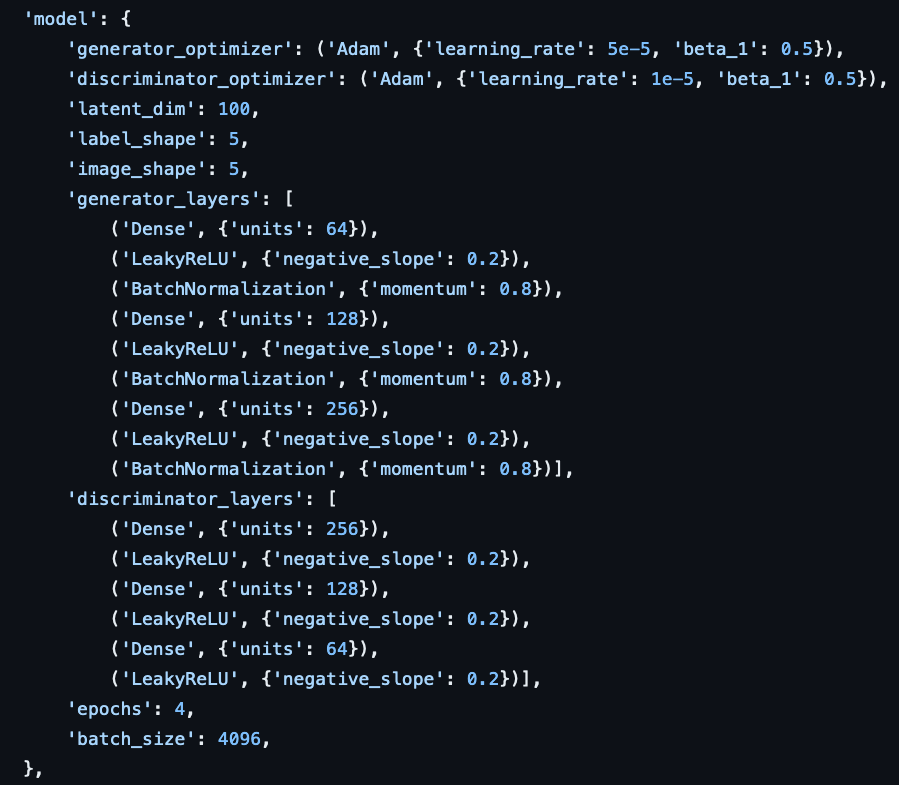 'model': {
    'generator_optimizer': ('Adam', {'learning_rate': 5e-5, 'beta_1': 0.5}),
    'discriminator_optimizer': ('Adam', {'learning_rate': 1e-5, 'beta_1': 0.5}),
    'latent_dim': 100,
    'label_shape': 5,
    'image_shape': 5,
    'generator_layers': [
        ('Dense', {'units': 64}),
        ('LeakyReLU', {'negative_slope': 0.2}),
        ('BatchNormalization', {'momentum': 0.8}),
        ('Dense', {'units': 128}),
        ('LeakyReLU', {'negative_slope': 0.2}),
        ('BatchNormalization', {'momentum': 0.8}),
        ('Dense', {'units': 256}),
        ('LeakyReLU', {'negative_slope': 0.2}),
        ('BatchNormalization', {'momentum': 0.8})],
    'discriminator_layers': [
        ('Dense', {'units': 256}),
        ('LeakyReLU', {'negative_slope': 0.2}),
        ('Dense', {'units': 128}),
        ('LeakyReLU', {'negative_slope': 0.2}),
        ('Dense', {'units': 64}),
        ('LeakyReLU', {'negative_slope': 0.2})],
    'epochs': 4,
    'batch_size': 4096,
},